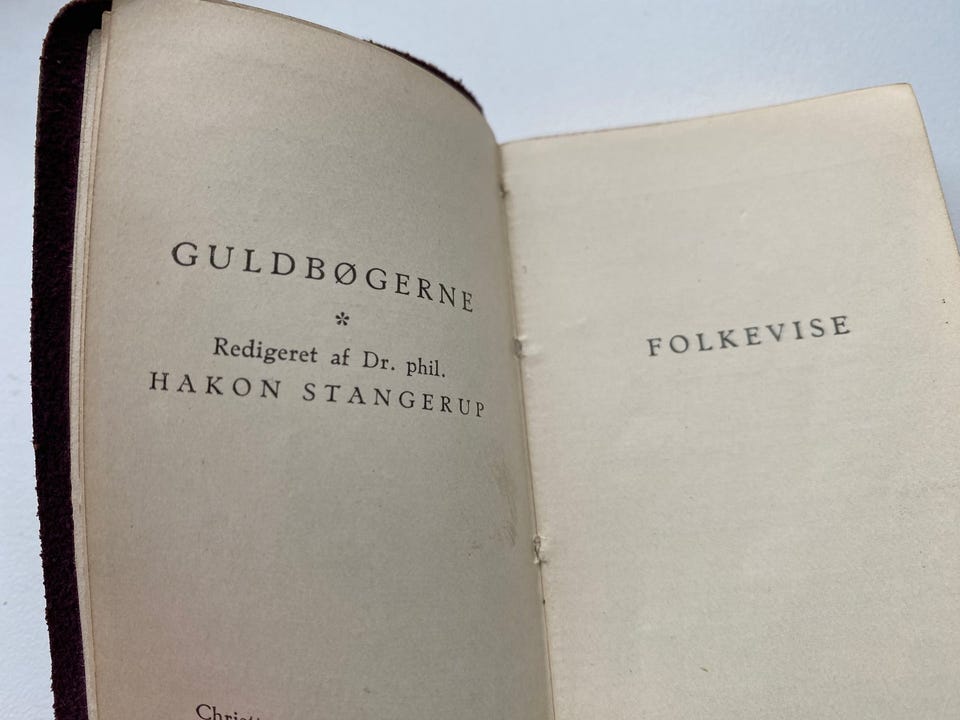 GULDBØGERNE
*
Redigeret af Dr. phil.
HAKON STANGERUP
FOLKEVISE